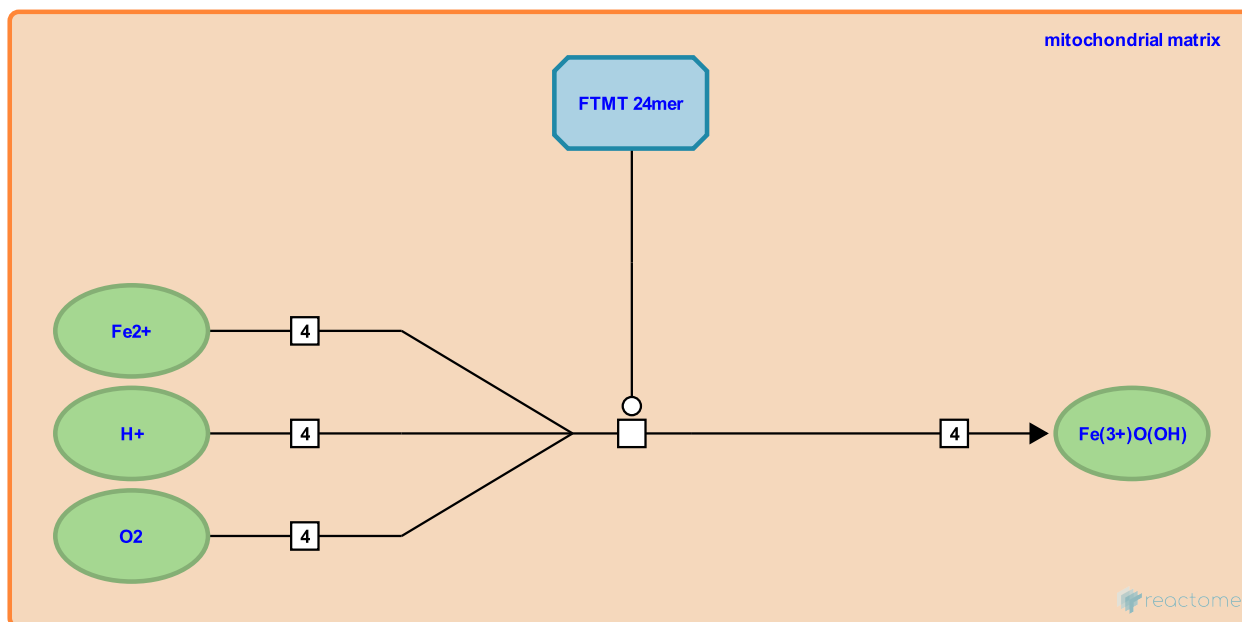 mitochondrial matrix
FTMT 24mer
Fe2+
4
H+
4
4
Fe(3+)O(OH)
O2
4
reactome